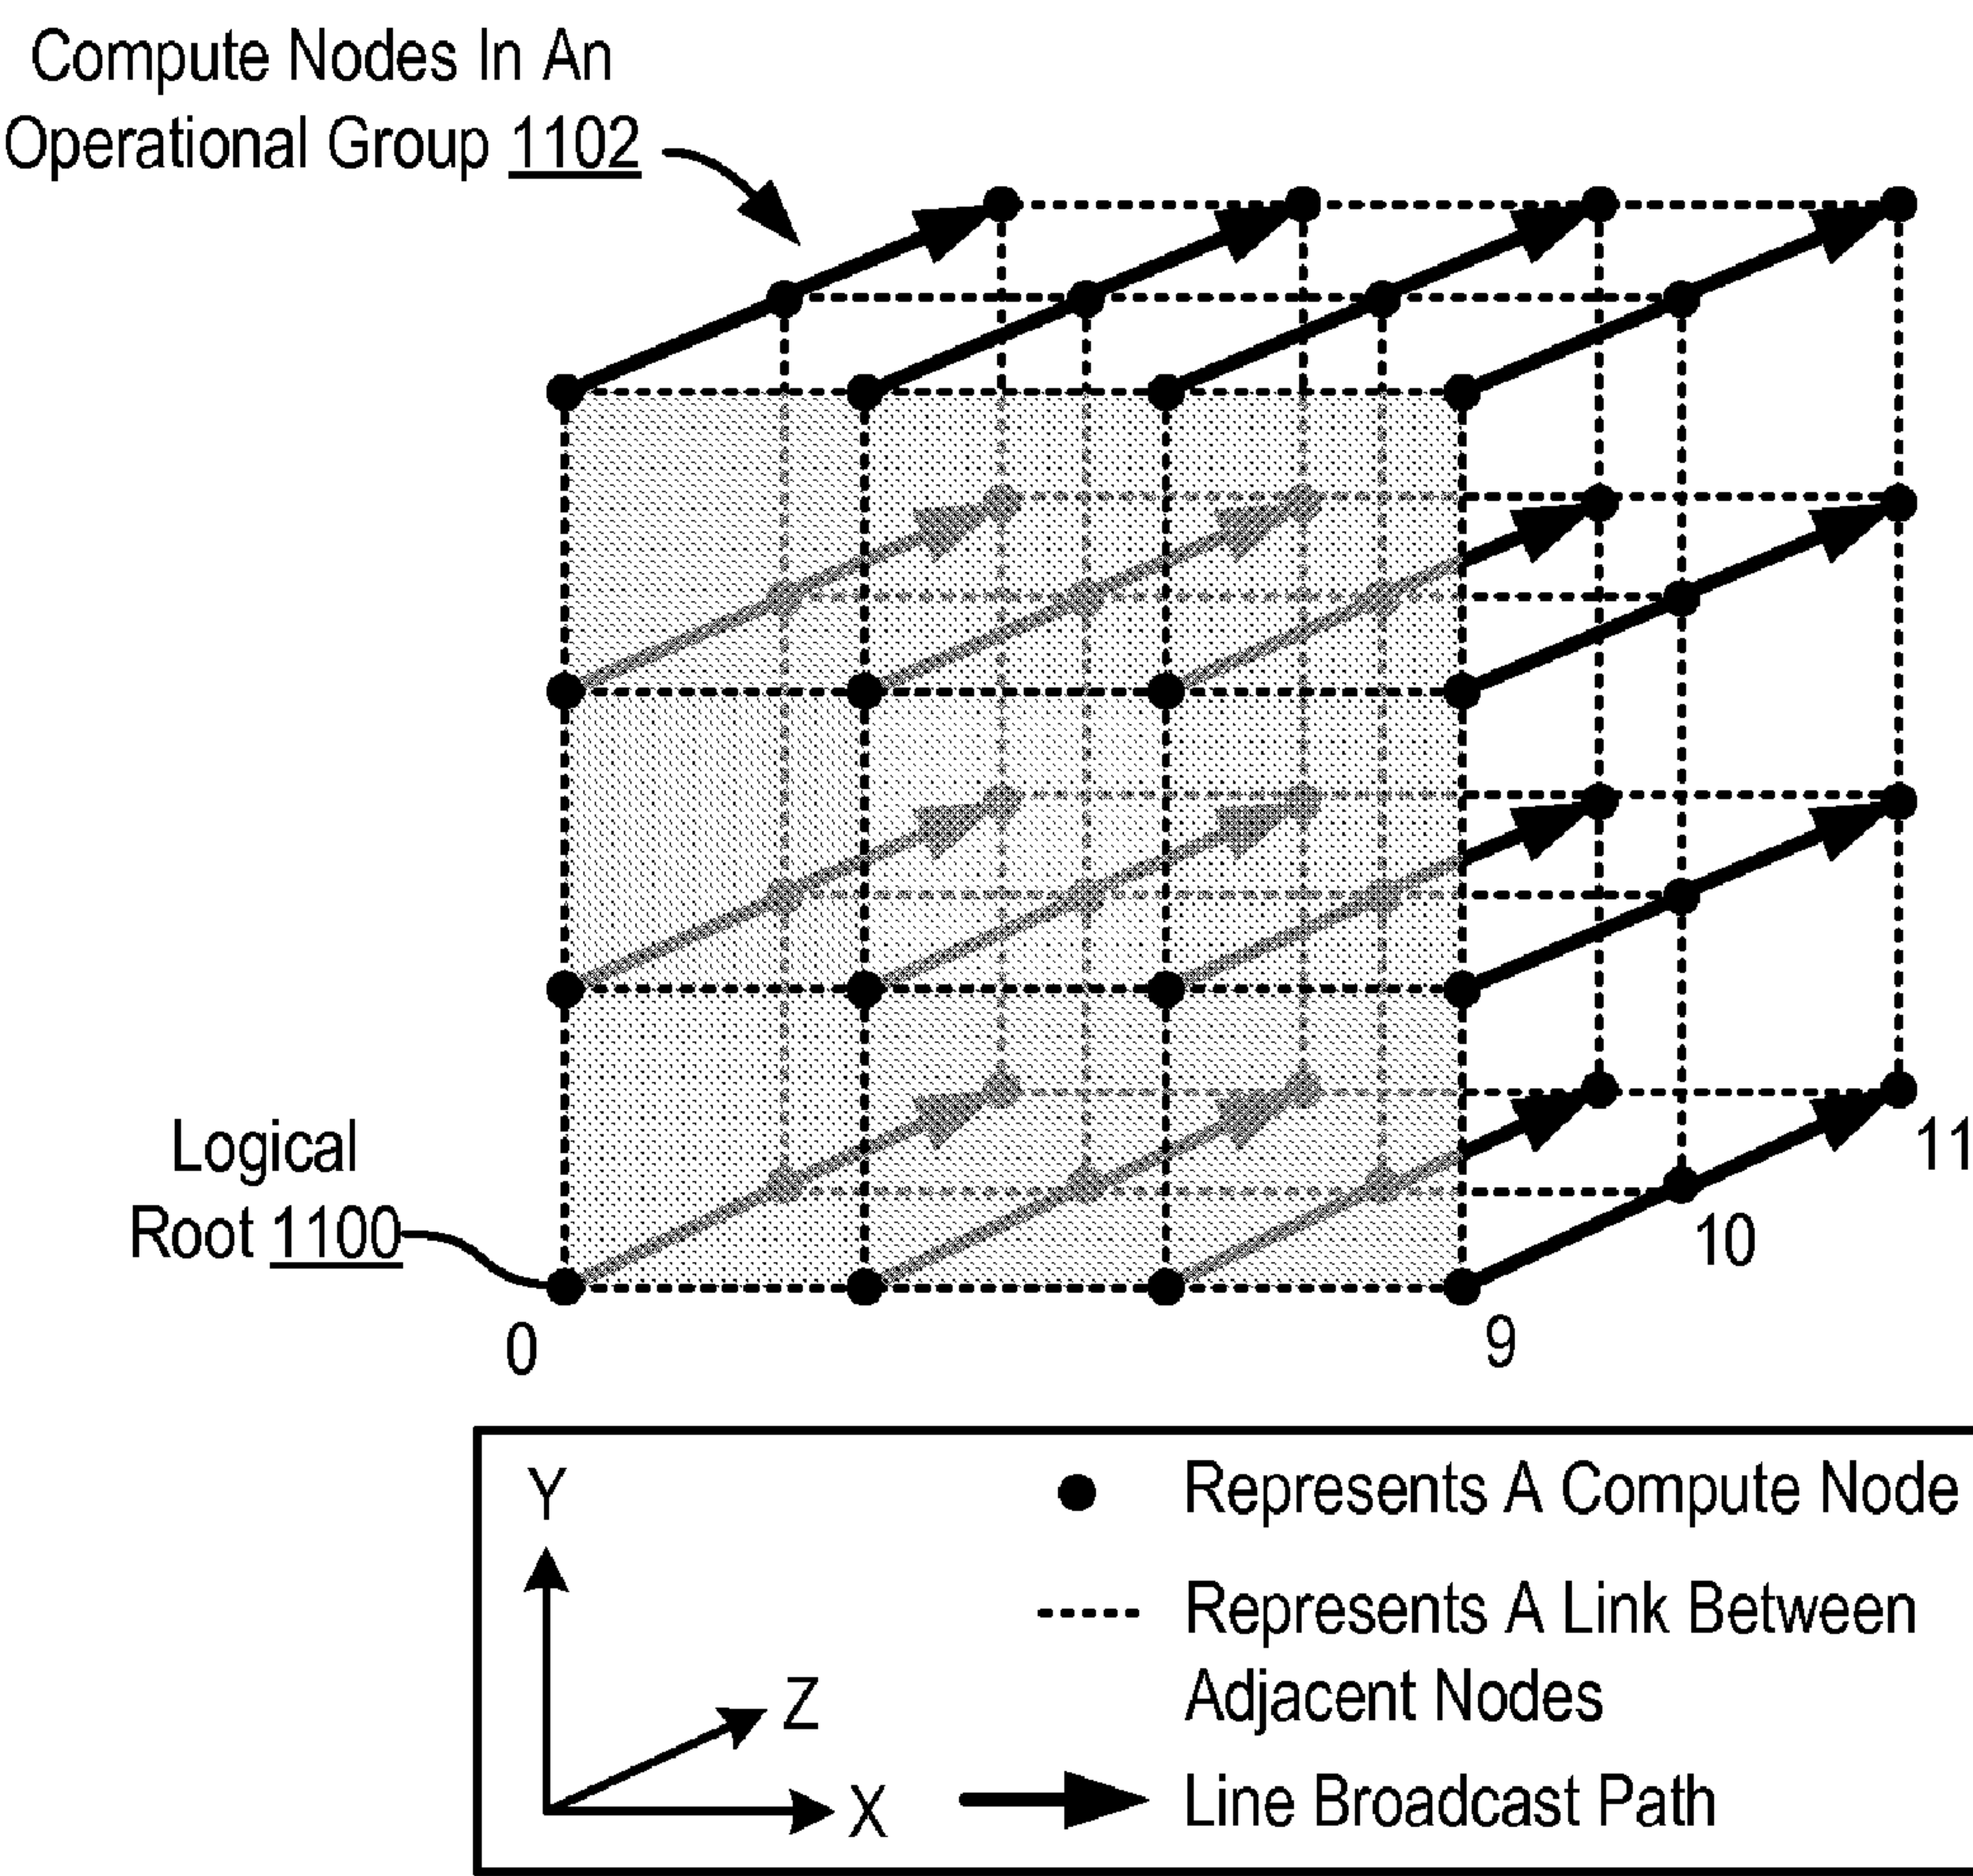 Compute Nodes In An
Operational Group 1102
Logical
Root 1100
0
9
10
11
Y
Z
X
Represents A Compute Node
Represents A Link Between
Adjacent Nodes
Line Broadcast Path